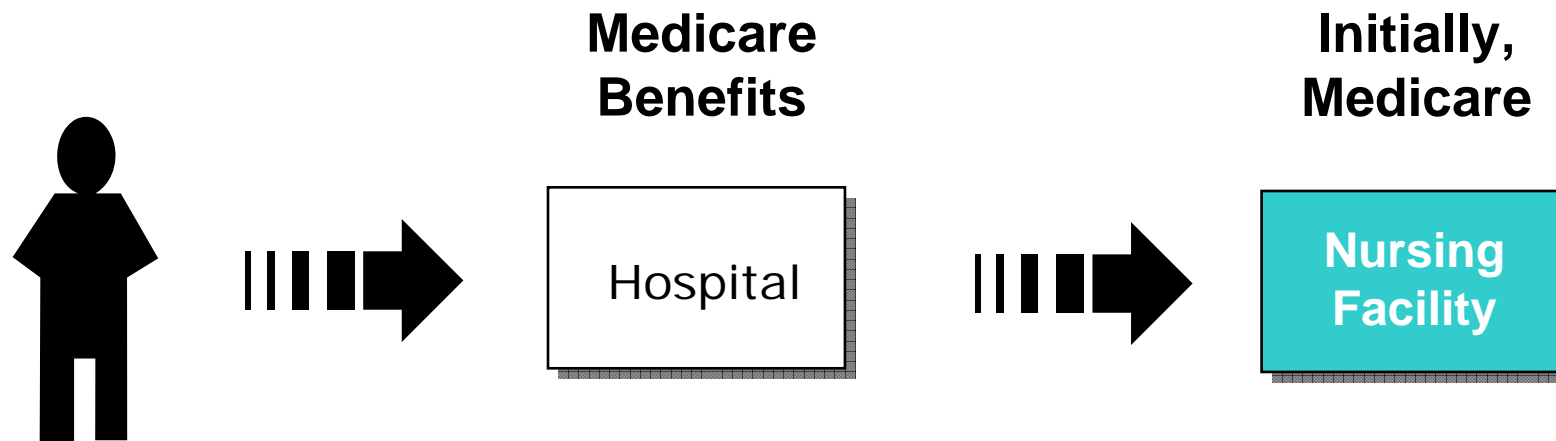 Medicare
Benefits
Initially,
Medicare
Hospital
Nursing
Facility